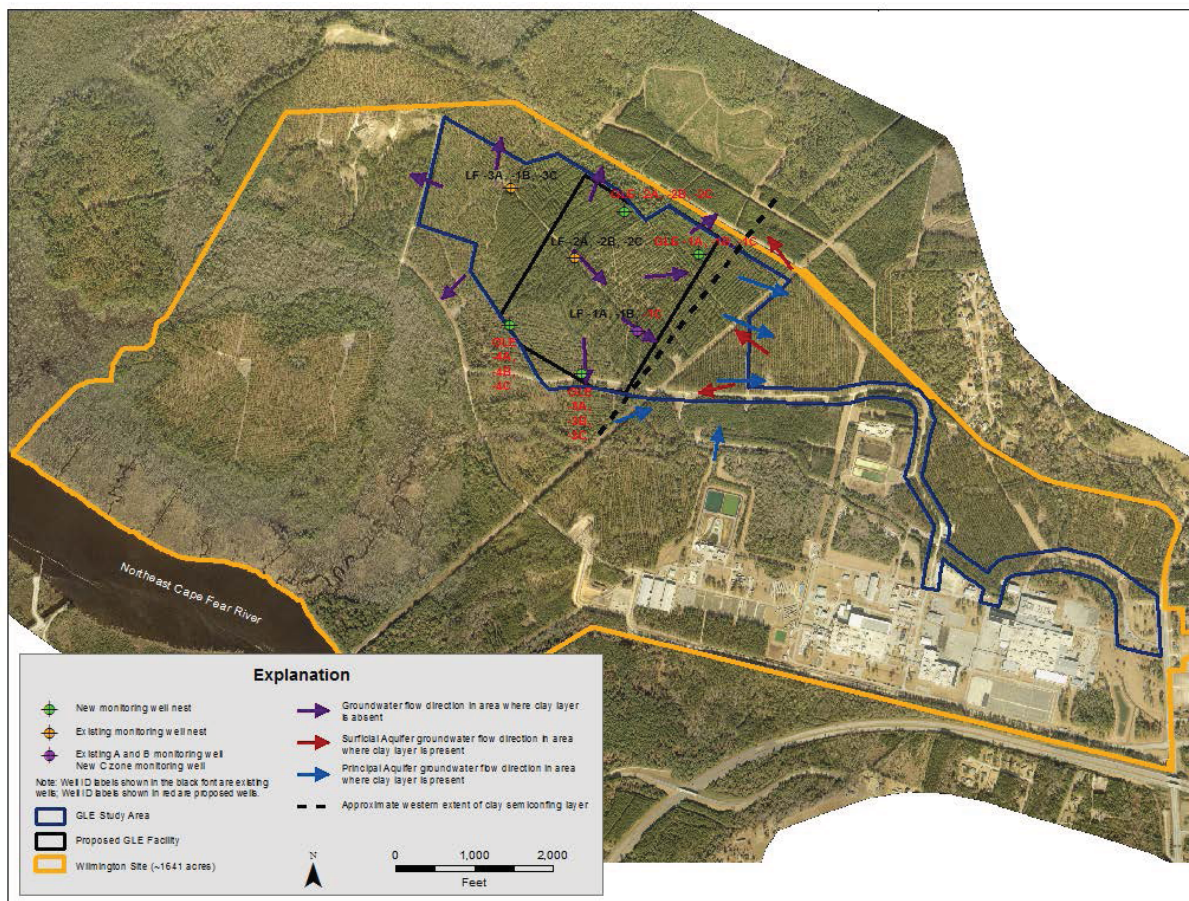 LF -3A, -1B, -3C
GLE -2A, -2B, -2C
LF -2A, -2B, -2C
LF -1A, -1B,
GLE
4A
4B
4C
GLE
Northeast Cape Fear River
Explanation
New monitoring well nest
Existing monitoring well nest
Existing A and B monitoring well
New C zone monitoring well
Note: Well ID labels shown in the black font are existing
wells; Well ID labels shown in red are proposed wells.
GLE Study Area
Proposed GLE Facility
Wilmington Site (~1641 acres)
Groundwater flow direction in area where clay layer
is absent
Surficial Aquifer groundwater flow direction in area
where clay layer is present
Principal Aquifer groundwater flow direction in area
where clay layer is present
Approximate western extent of clay semiconfing layer
N
0 1,000 2,000
Feet